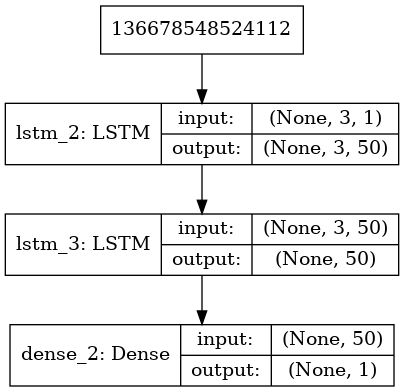 136678548524112
lstm_2: LSTM
input:
(None, 3, 1)
output:
(None, 3, 50)
lstm_3: LSTM
input:
(None, 3, 50)
output:
(None, 50)
dense_2: Dense
input:
(None, 50)
output:
(None, 1)